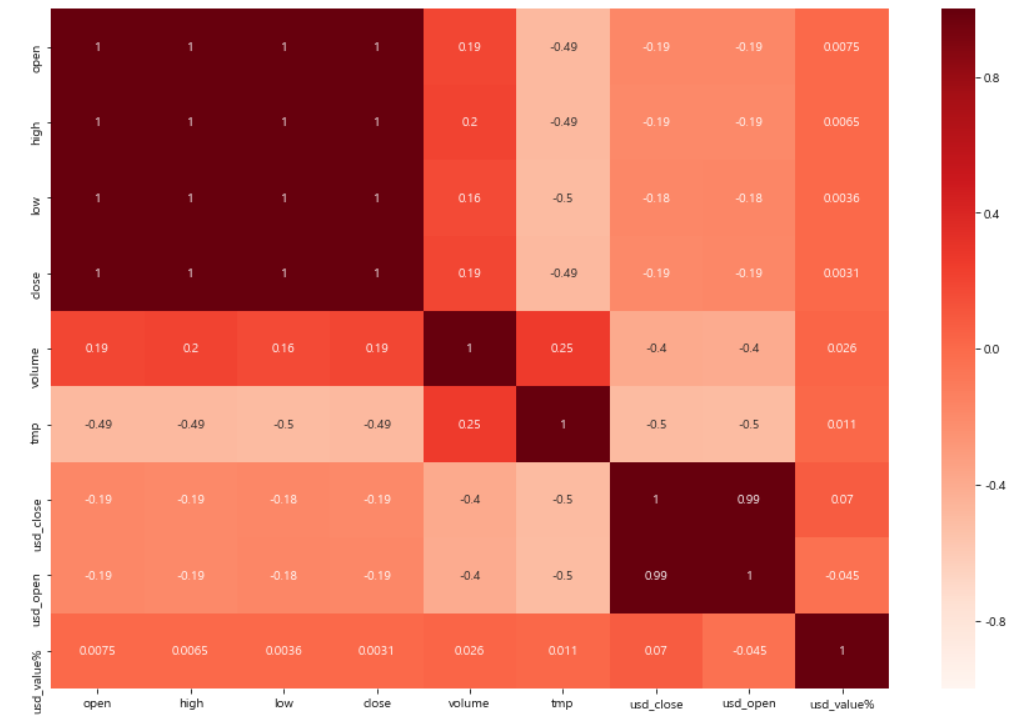 open 1 1 1 1 0.19 -0.49 -0.19 -0.19 0.0075
high 1 1 1 1 0.2 -0.49 -0.19 -0.19 0.0065
low 1 1 1 1 0.16 -0.5 -0.18 -0.18 0.0036
close 1 1 1 1 0.19 -0.49 -0.19 -0.19 0.0031
volume 0.19 0.2 0.16 0.19 1 0.25 -0.4 -0.4 0.026
tmp -0.49 -0.49 -0.5 -0.49 0.25 1 -0.5 -0.5 0.011
usd_close -0.19 -0.19 -0.18 -0.19 -0.4 -0.5 1 0.99 0.07
usd_open -0.19 -0.19 -0.18 -0.19 -0.4 -0.5 0.99 1 -0.045
usd_value% 0.0075 0.0065 0.0036 0.0031 0.026 0.011 0.07 -0.045 1
open high low close volume tmp usd_close usd_open usd_value%
0.8
0.4
0.0
-0.4
-0.8